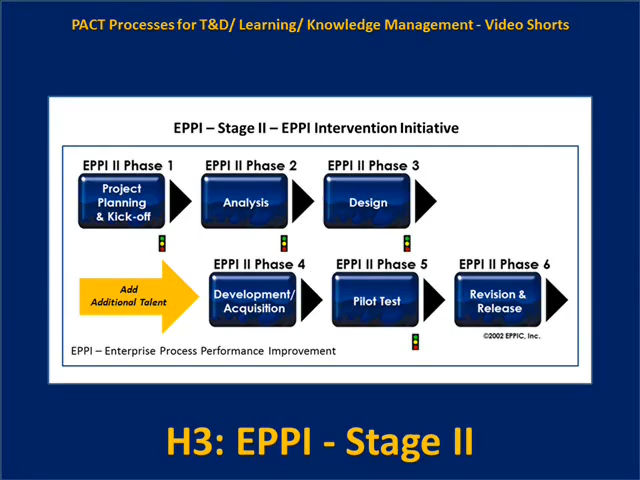 PACT Processes for T&D/ Learning/ Knowledge Management - Video Shorts
EPPI – Stage II – EPPI Intervention Initiative
EPPI II Phase 1
Project
Planning
& Kick-off
EPPI II Phase 2
Analysis
EPPI II Phase 3
Design
Add
Additional Talent
EPPI II Phase 4
Development/
Acquisition
EPPI II Phase 5
Pilot Test
EPPI II Phase 6
Revision &
Release
©2002 EPPIC, Inc.
EPPI – Enterprise Process Performance Improvement
H3: EPPI - Stage II